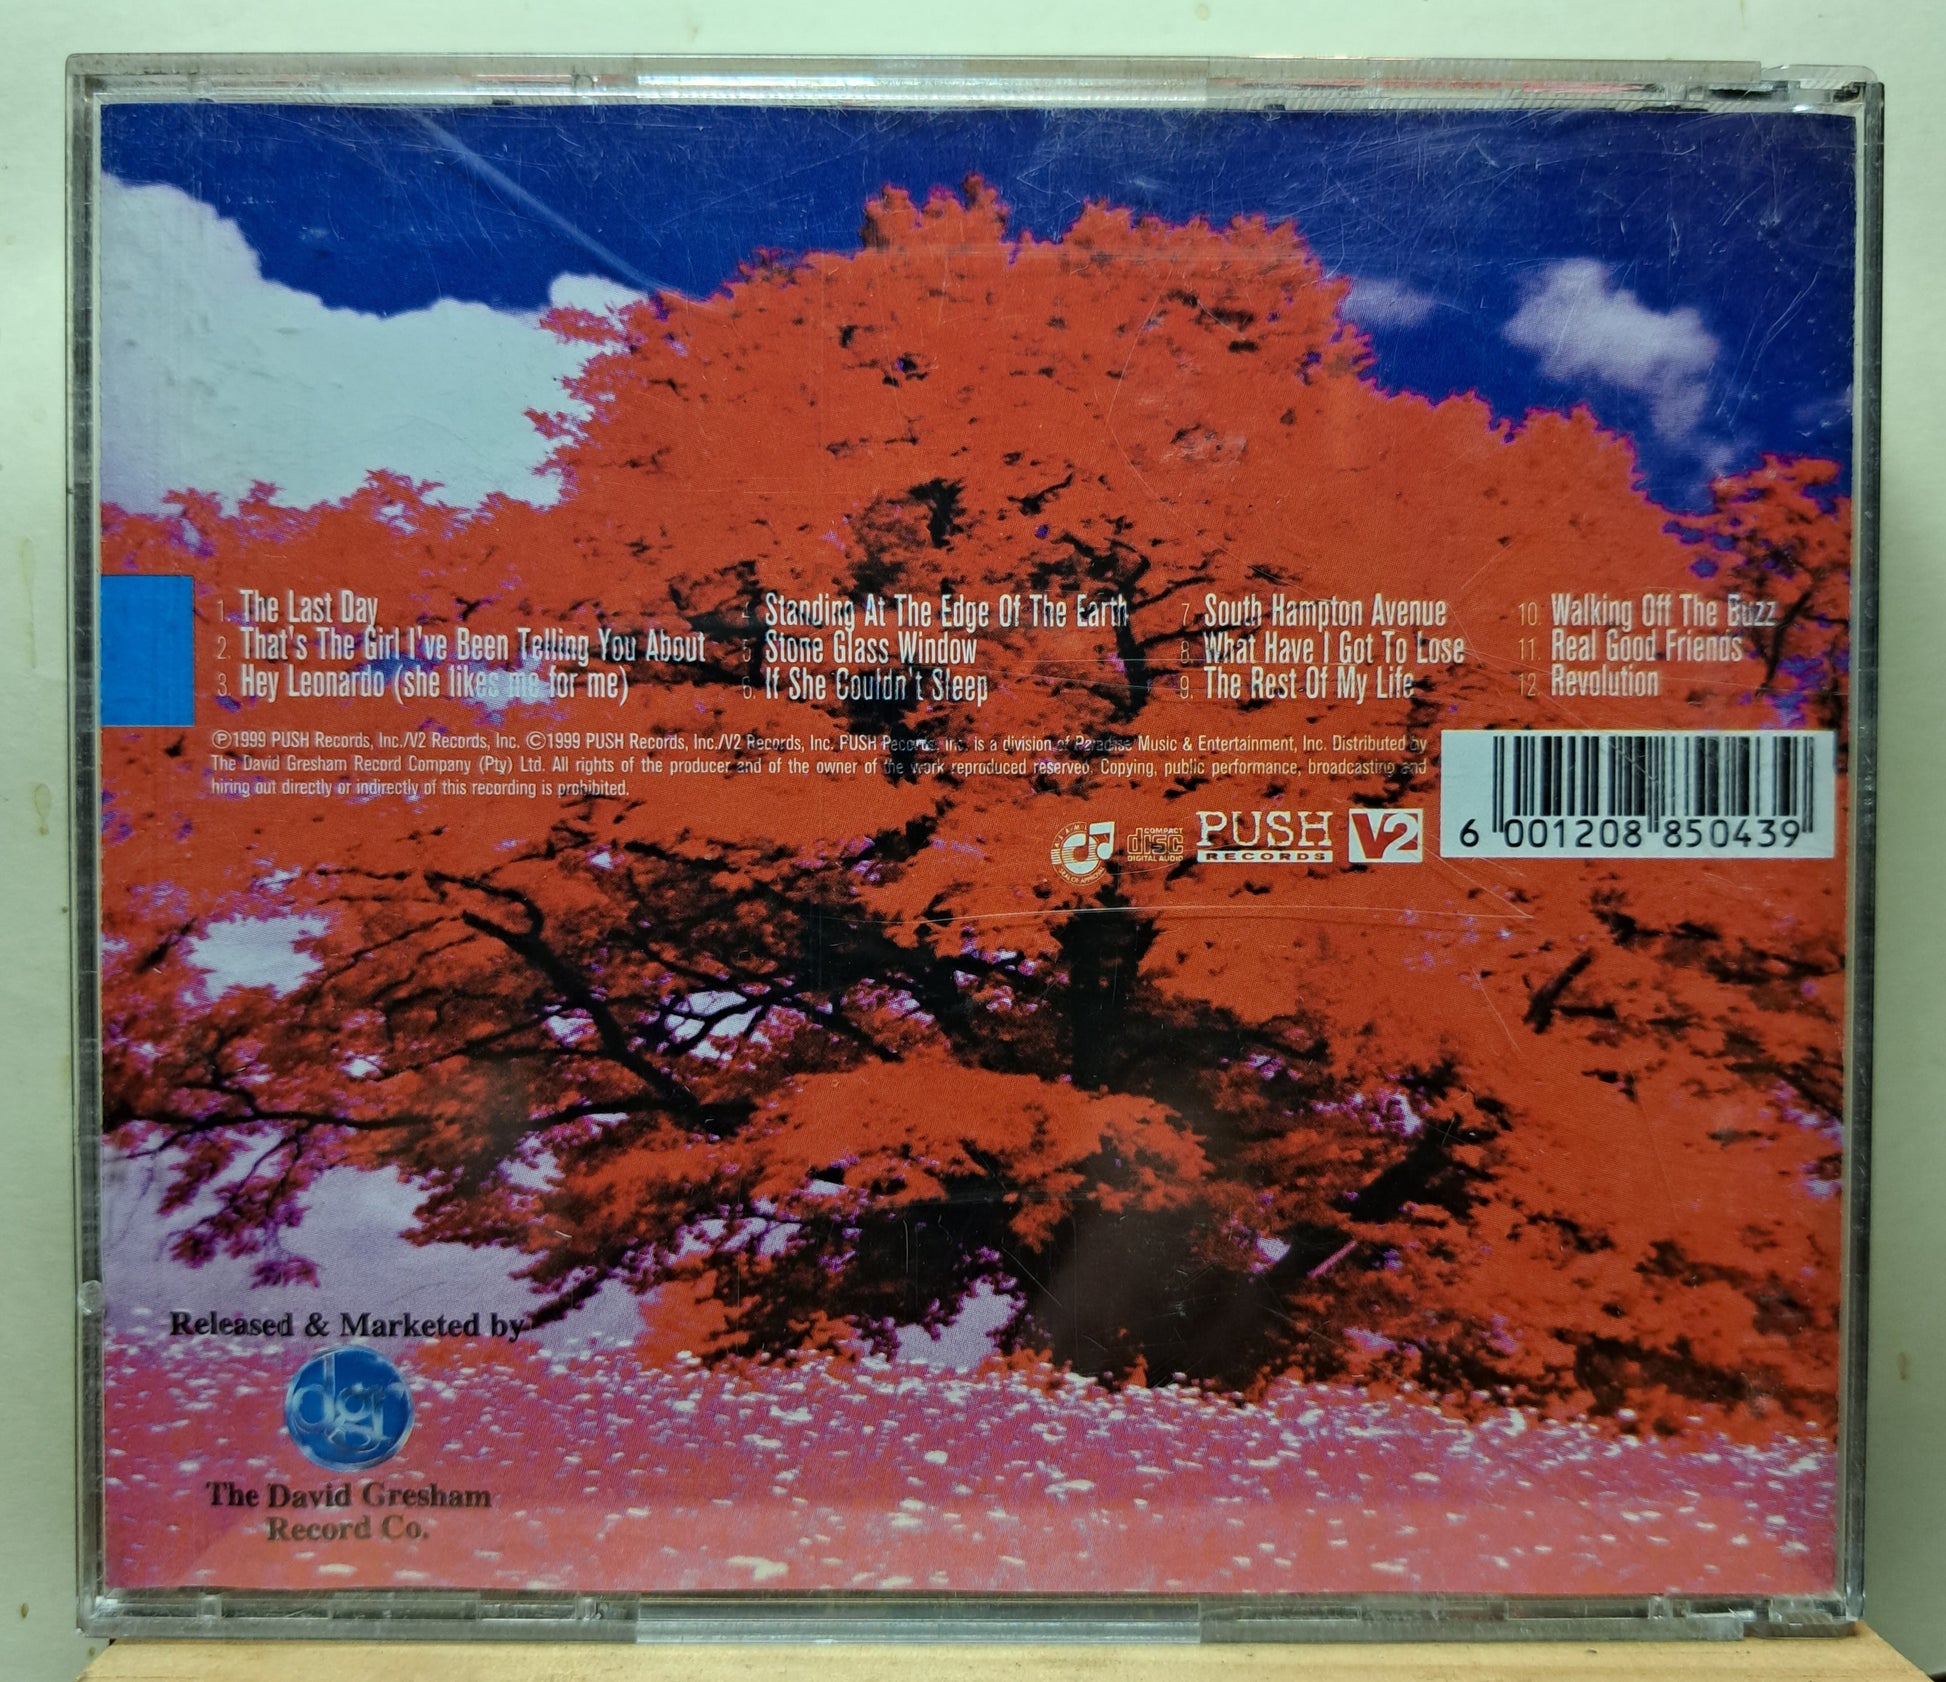 1. The Last Day
2. That's The Girl I've Been Telling You About
3. Hey Leonardo (she likes me for me)
4. Standing At The Edge Of The Earth
5. Stone Glass Window
6. If She Couldn't Sleep
7. South Hampton Avenue
8. What Have I Got To Lose
9. The Rest Of My Life
10. Walking Off The Buzz
11. Real Good Friends
12. Revolution
℗1999 PUSH Records, Inc./V2 Records, Inc. ©1999 PUSH Records, Inc./V2 Records, Inc. PUSH Records, Inc. is a division of Paradise Music & Entertainment, Inc. Distributed by
The David Gresham Record Company (Pty) Ltd. All rights of the producer and of the owner of the work reproduced reserved. Copying, public performance, broadcasting and
hiring out directly or indirectly of this recording is prohibited.
SEAL OF APPROVAL
COMPACT
disc
DIGITAL AUDIO
PUSH
RECORDS
V2
6 001208 850439
Released & Marketed by
dgr
The David Gresham
Record Co.